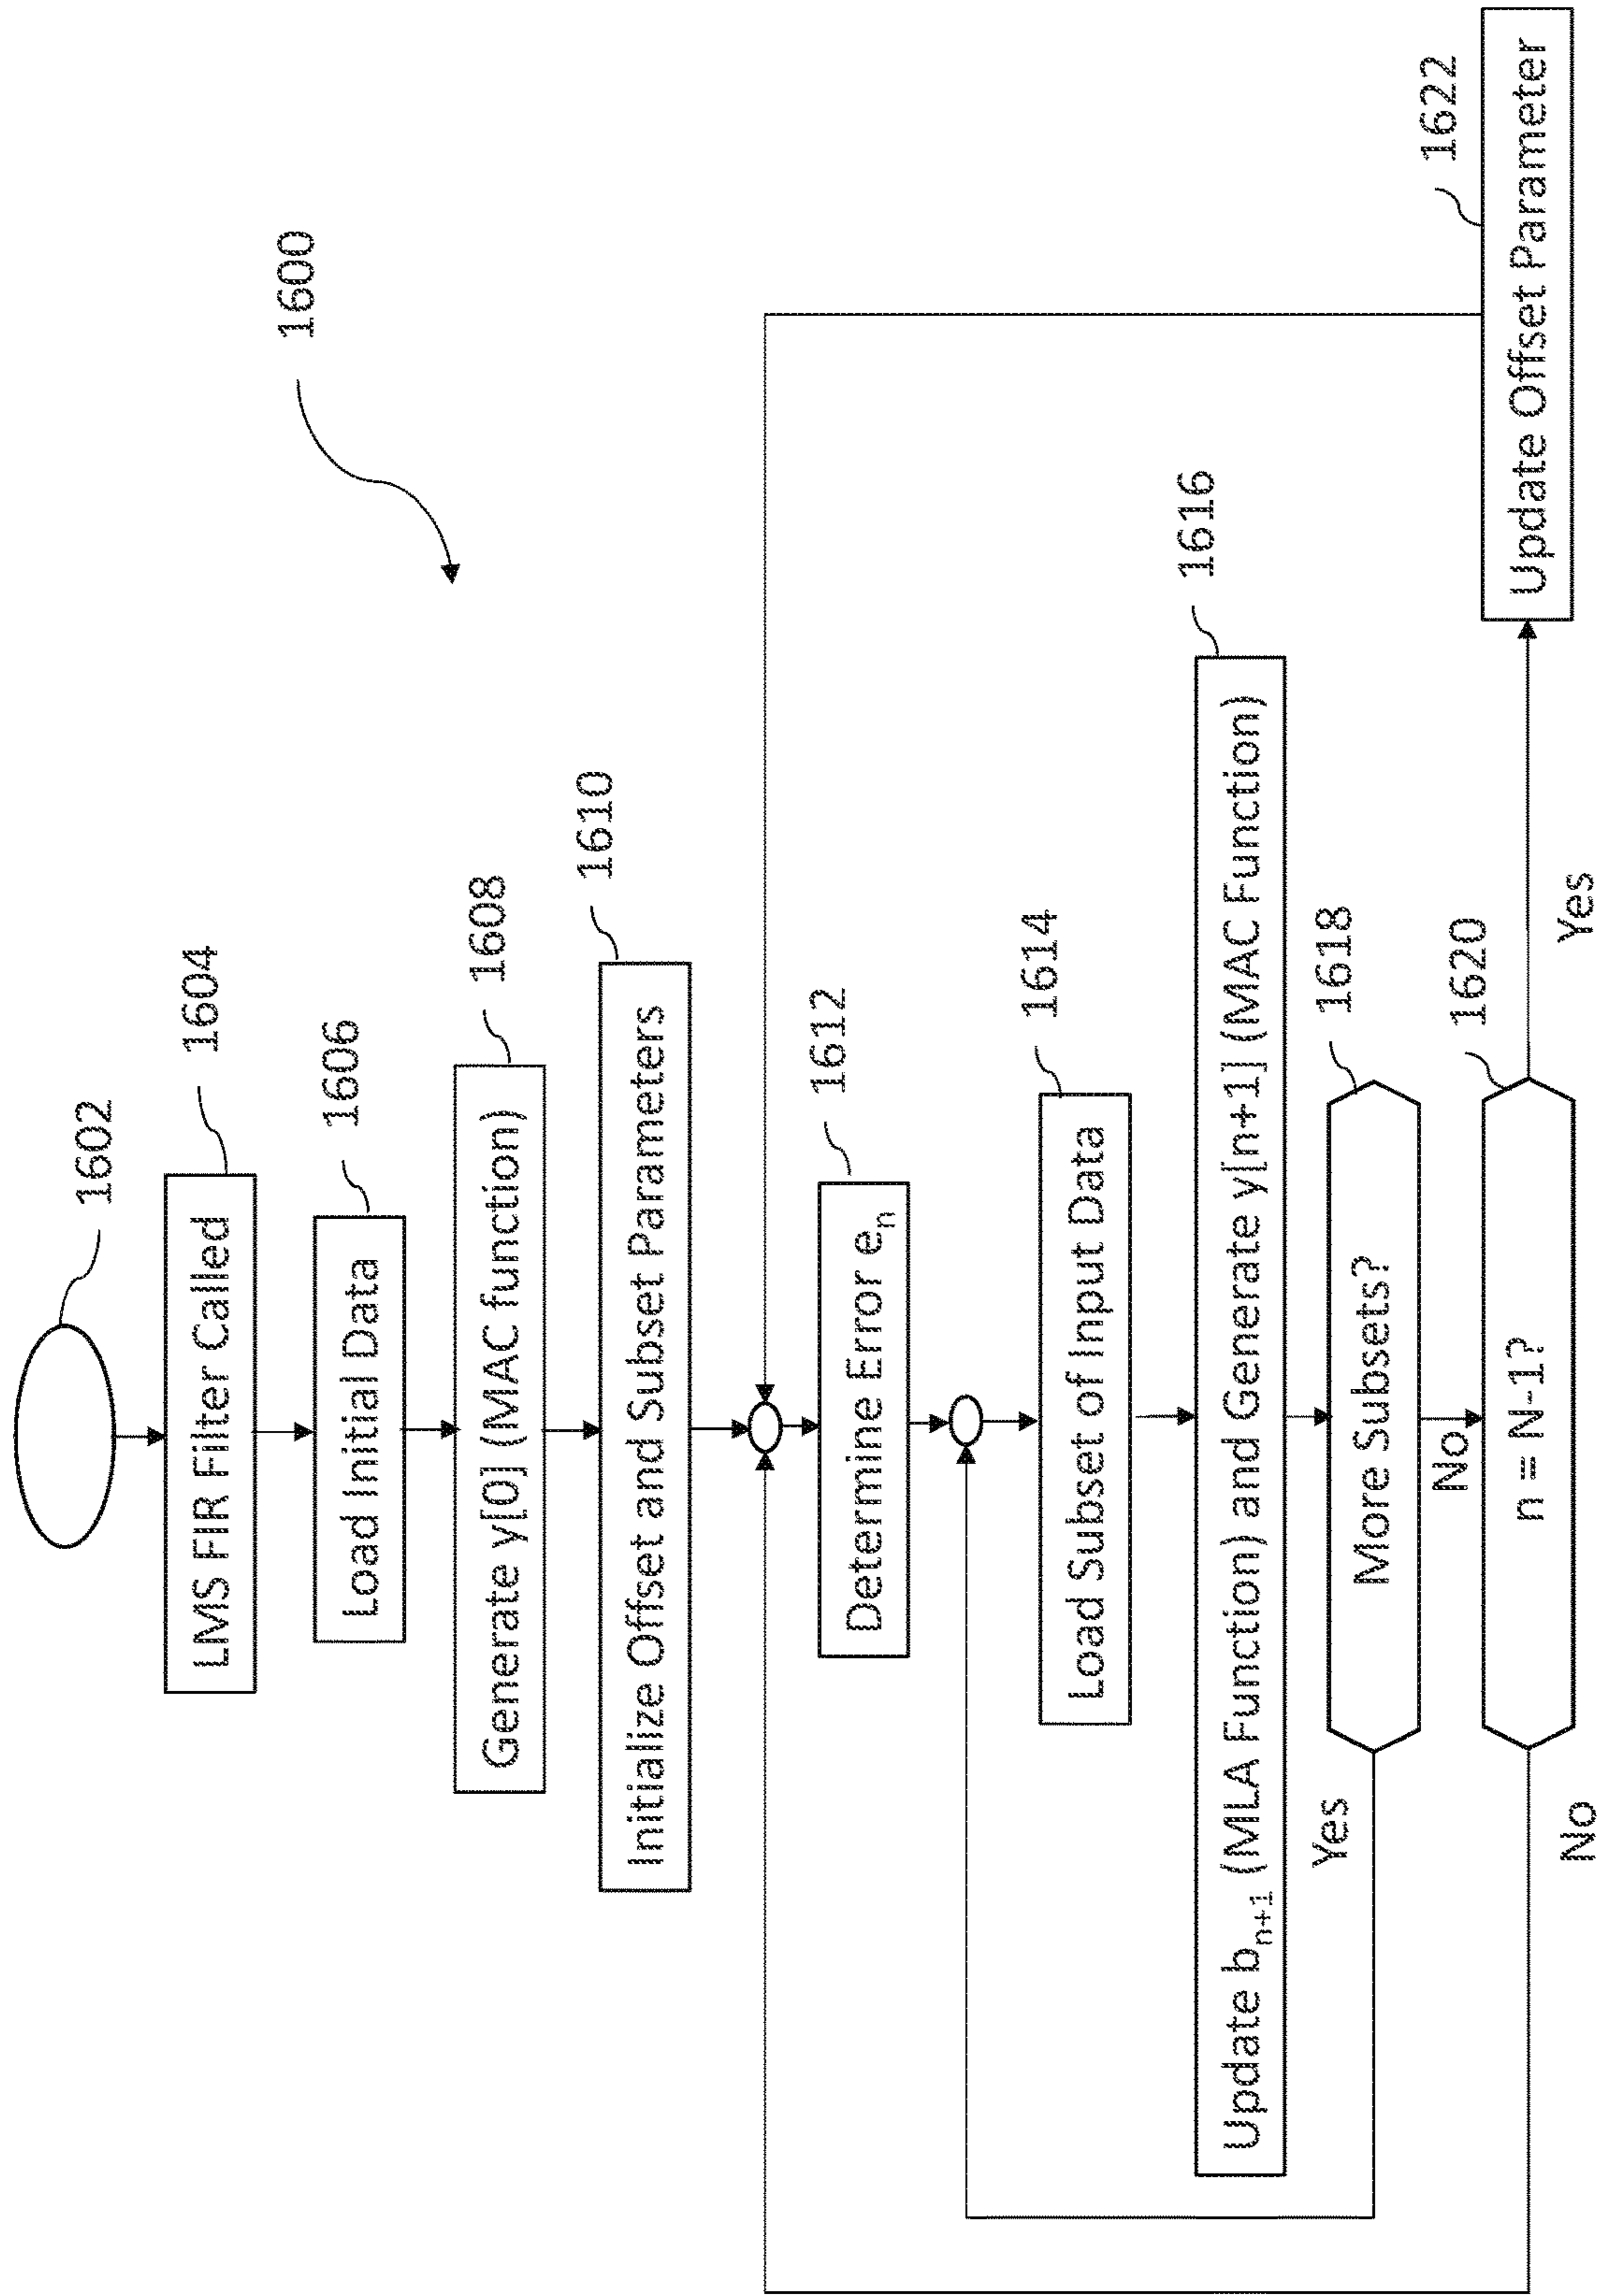 1600
1602
LMS FIR Filter Called
1604
Load Initial Data
1606
Generate y[0] (MAC function)
1608
Initialize Offset and Subset Parameters
1610
Determine Error eₙ
1612
Load Subset of Input Data
1614
Update bₙ₊₁ (MLA Function) and Generate y[n+1] (MAC Function)
1616
More Subsets?
1618
Yes
No
n = N-1?
1620
No
Yes
Update Offset Parameter
1622